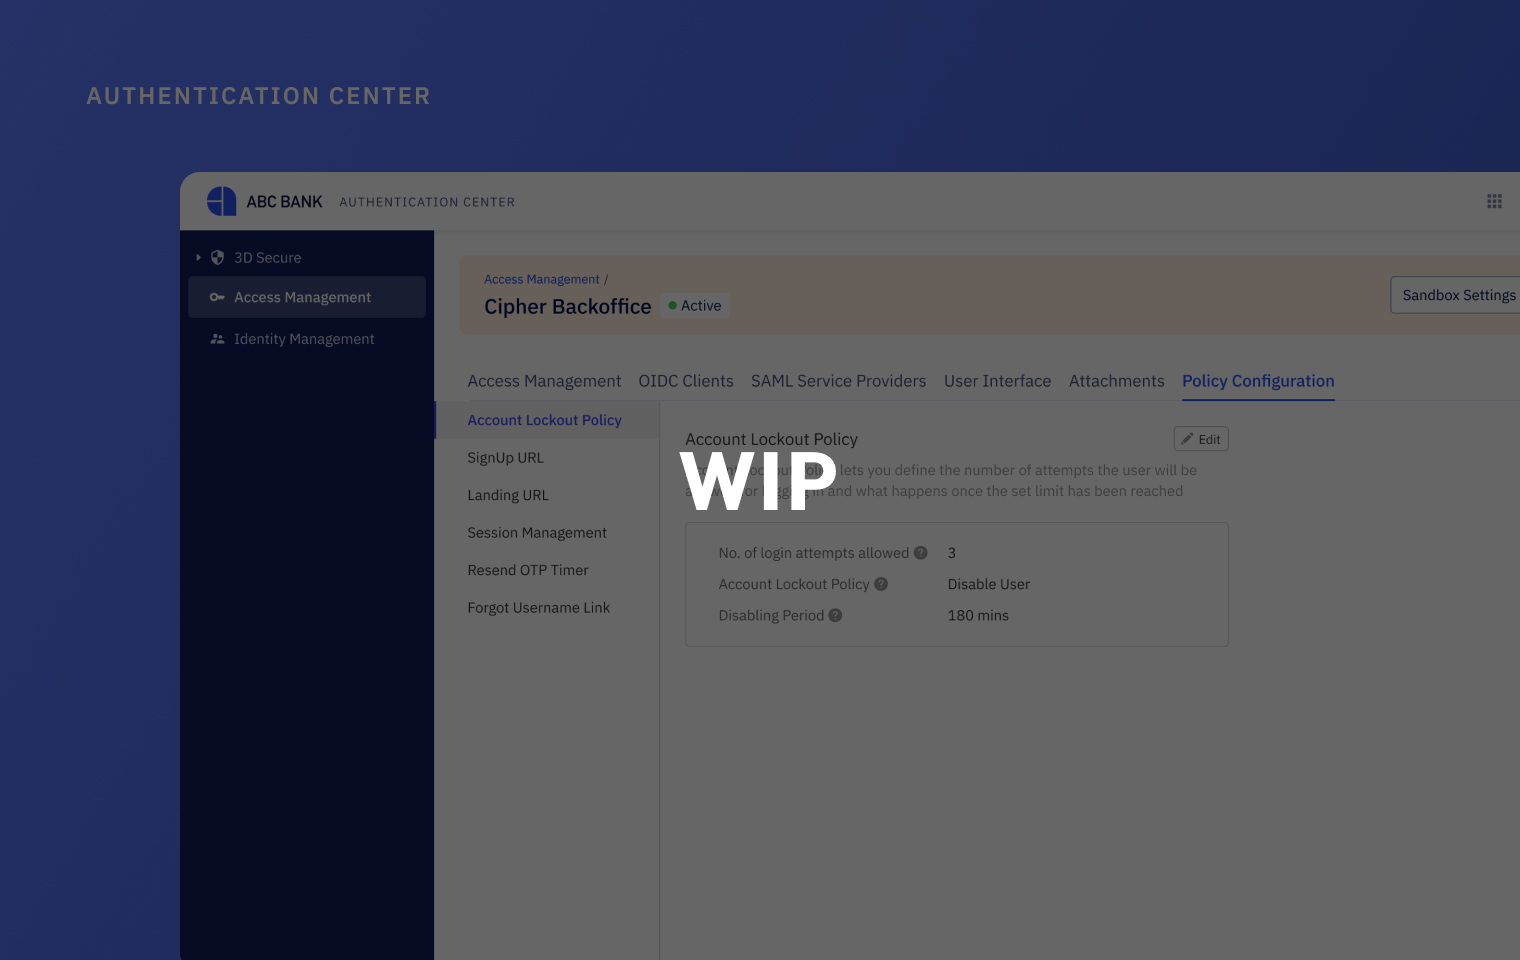 AUTHENTICATION CENTER
ABC BANK AUTHENTICATION CENTER
3D Secure
Access Management
Identity Management
Access Management /
Cipher Backoffice Active
Sandbox Settings
Access Management OIDC Clients SAML Service Providers User Interface Attachments Policy Configuration
Account Lockout Policy
SignUp URL
Landing URL
Session Management
Resend OTP Timer
Forgot Username Link
Account Lockout Policy Edit
lets you define the number of attempts the user will be
in and what happens once the set limit has been reached
WIP
No. of login attempts allowed ? 3
Account Lockout Policy ? Disable User
Disabling Period ? 180 mins